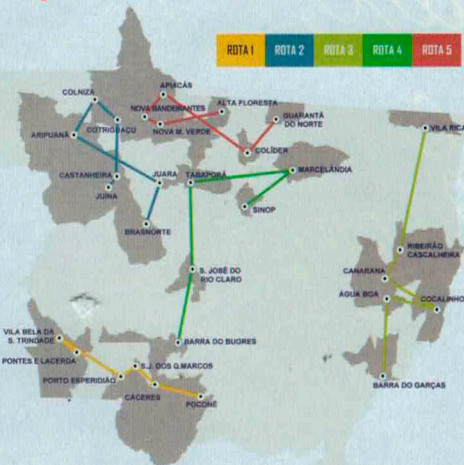 ROTA 1
ROTA 2
ROTA 3
ROTA 4
ROTA 5
COLNIZA
APIACÁS
NOVA BANDEIRANTES
ALTA FLORESTA
COTRIGUAÇU
ARIPUANÃ
NOVA M. VERDE
GUARANTÃ
DO NORTE
VILA RICA
COLÍDER
CASTANHEIRA
JUÍNA
JUARA
TABAPORÃ
MARCELÂNDIA
SINOP
BRASNORTE
RIBEIRÃO
CASCALHEIRA
S. JOSÉ DO
RIO CLARO
CANARANA
ÁGUA BOA
COCALINHO
VILA BELA DA
S. TRINDADE
BARRA DO BUGRES
PONTES E LACERDA
S.J. DOS Q.MARCOS
PORTO ESPERIDIÃO
CÁCERES
POCONÉ
BARRA DO GARÇAS